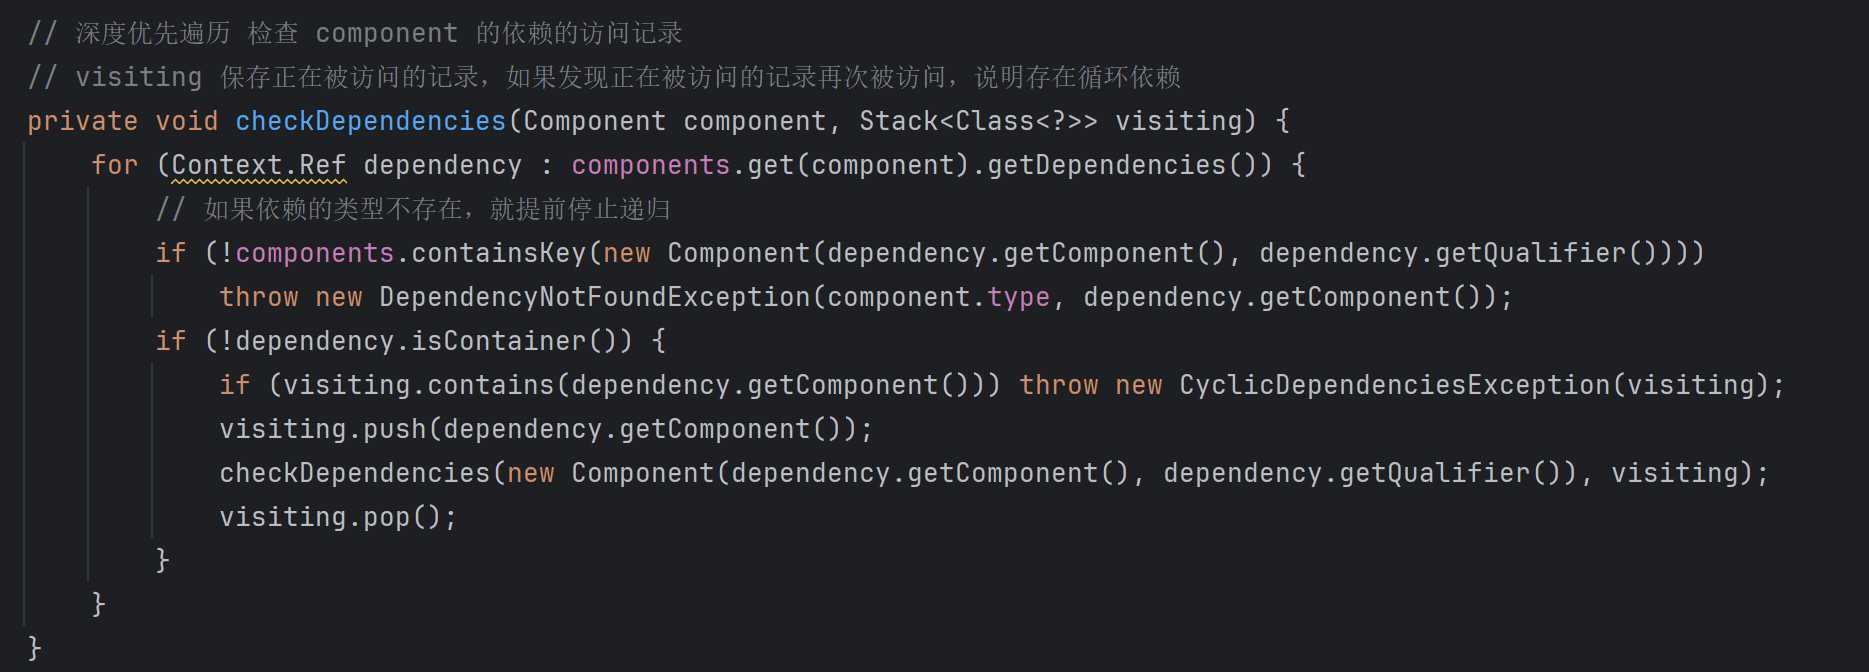 // 深度优先遍历 检查 component 的依赖的访问记录
// visiting 保存正在被访问的记录，如果发现正在被访问的记录再次被访问，说明存在循环依赖
private void checkDependencies(Component component, Stack<Class<?>> visiting) {
    for (Context.Ref dependency : components.get(component).getDependencies()) {
        // 如果依赖的类型不存在，就提前停止递归
        if (!components.containsKey(new Component(dependency.getComponent(), dependency.getQualifier())))
            throw new DependencyNotFoundException(component.type, dependency.getComponent());
        if (!dependency.isContainer()) {
            if (visiting.contains(dependency.getComponent())) throw new CyclicDependenciesException(visiting);
            visiting.push(dependency.getComponent());
            checkDependencies(new Component(dependency.getComponent(), dependency.getQualifier()), visiting);
            visiting.pop();
        }
    }
}